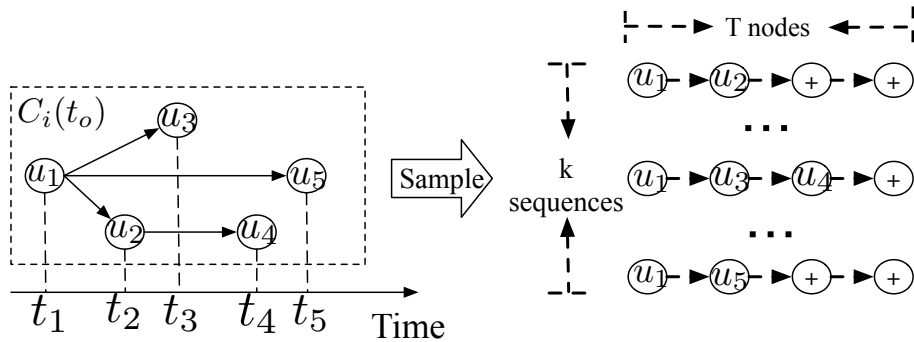 T nodes
C_i(t_o)
u_3
u_1
u_5
u_2
u_4
t_1 t_2 t_3 t_4 t_5
Time
Sample
k
sequences
u_1 u_2 + +
...
u_1 u_3 u_4 +
...
u_1 u_5 + +